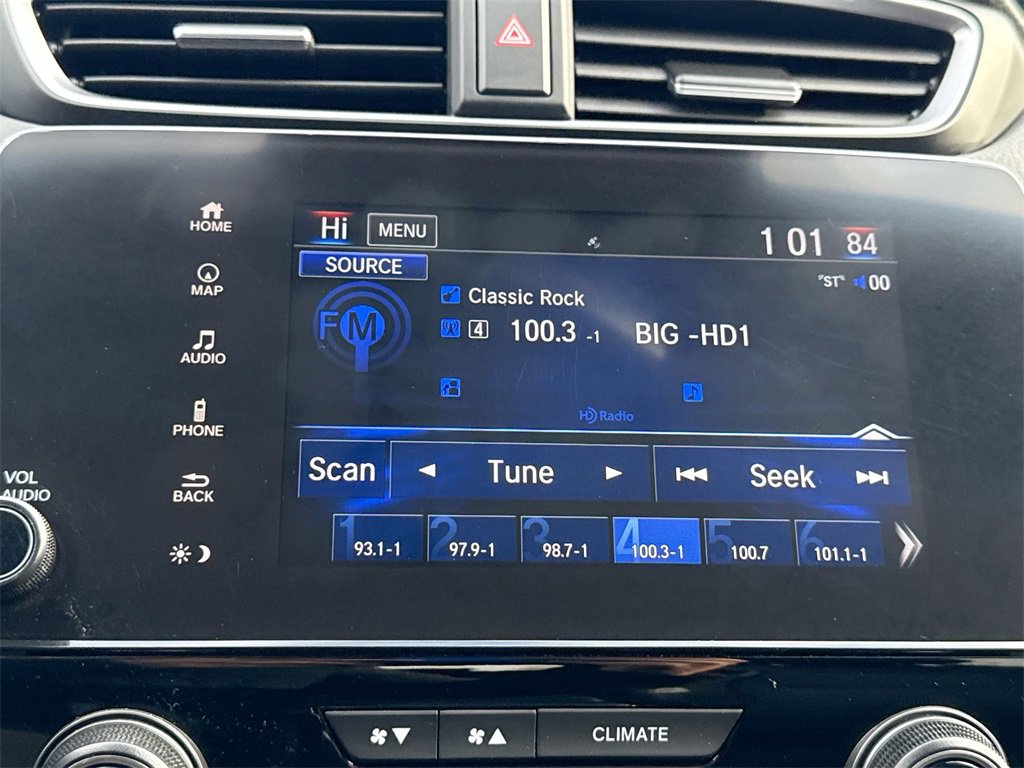 HOME
MAP
AUDIO
PHONE
BACK
VOL
AUDIO
Hi MENU 1 01 84
SOURCE
"ST" 00
FM
Classic Rock
4 100.3 -1 BIG -HD1
HD Radio
Scan Tune Seek
1 2 3 4 5 6
93.1-1 97.9-1 98.7-1 100.3-1 100.7 101.1-1
CLIMATE